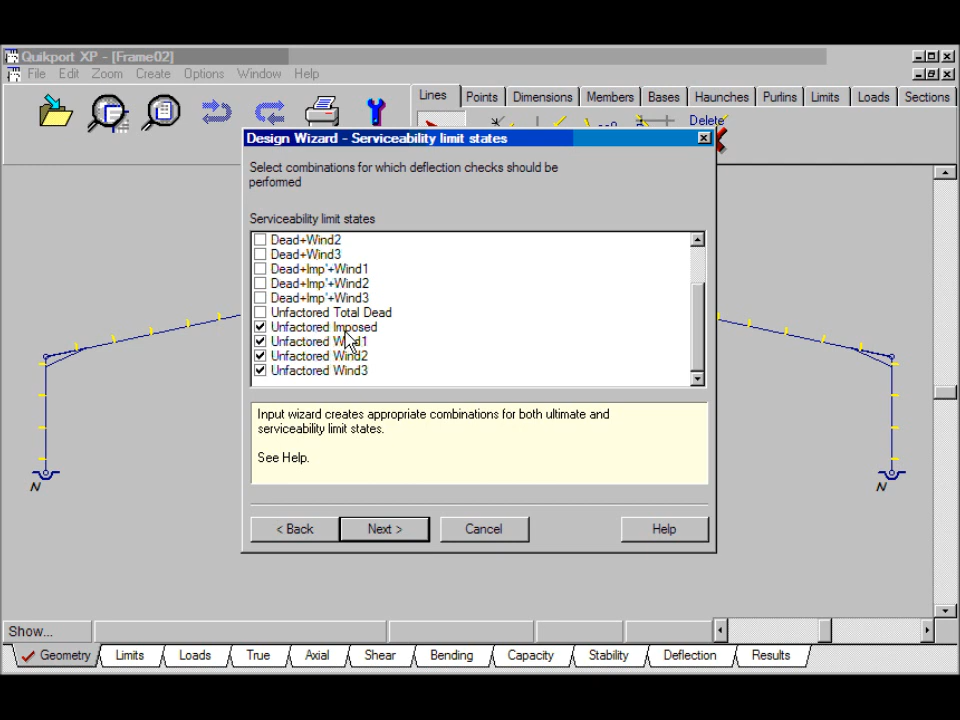 Quikport XP - [Frame02]
File Edit Zoom Create Options Window Help
Lines Points Dimensions Members Bases Haunches Purlins Limits Loads Sections
Delete
Design Wizard - Serviceability limit states
Select combinations for which deflection checks should be
performed
Serviceability limit states
Dead+Wind2
Dead+Wind3
Dead+Imp'+Wind1
Dead+Imp'+Wind2
Dead+Imp'+Wind3
Unfactored Total Dead
Unfactored Imposed
Unfactored Wind1
Unfactored Wind2
Unfactored Wind3
Input wizard creates appropriate combinations for both ultimate and
serviceability limit states.
See Help.
N N
< Back Next > Cancel Help
Show...
Geometry Limits Loads True Axial Shear Bending Capacity Stability Deflection Results